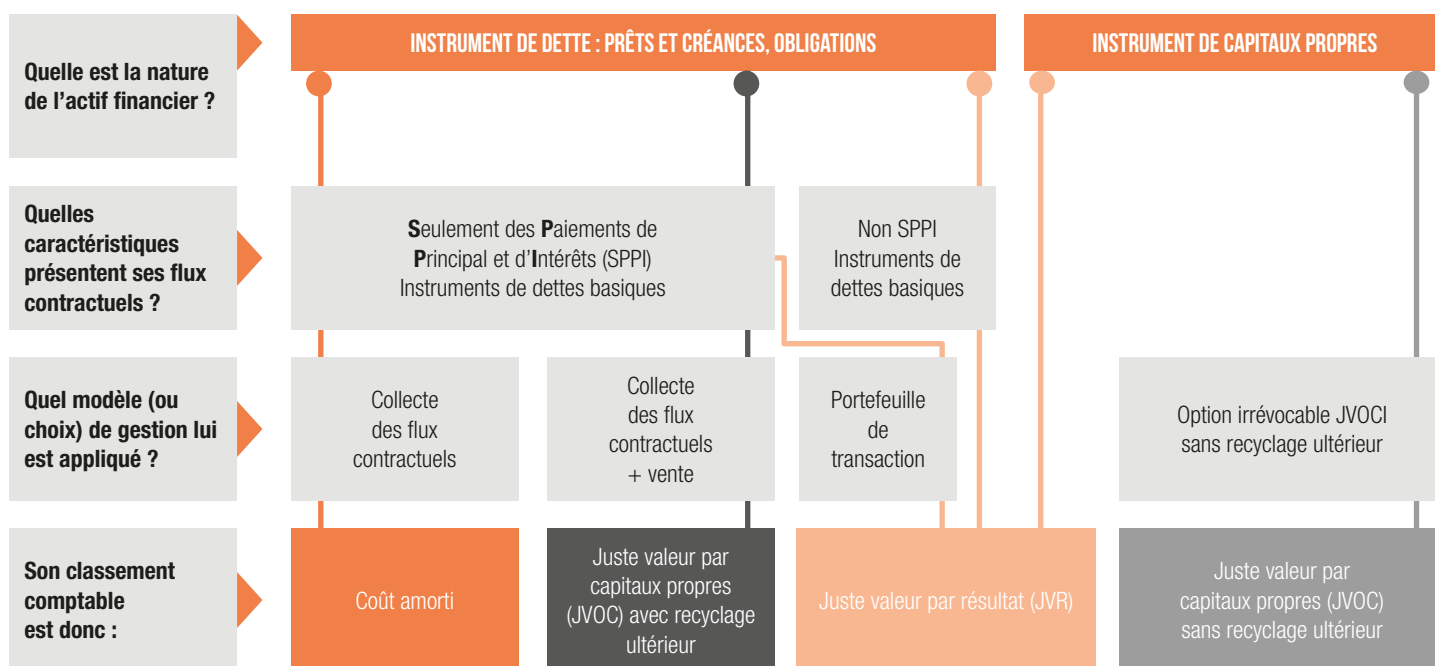 Quelle est la nature
de l'actif financier ?
INSTRUMENT DE DETTE : PRÊTS ET CRÉANCES, OBLIGATIONS
INSTRUMENT DE CAPITAUX PROPRES
Quelles
caractéristiques
présentent ses flux
contractuels ?
Seulement des Paiements de
Principal et d'Intérêts (SPPI)
Instruments de dettes basiques
Non SPPI
Instruments de
dettes basiques
Quel modèle (ou
choix) de gestion lui
est appliqué ?
Collecte
des flux
contractuels
Collecte
des flux
contractuels
+ vente
Portefeuille
de
transaction
Option irrévocable JVOCI
sans recyclage ultérieur
Son classement
comptable
est donc :
Coût amorti
Juste valeur par
capitaux propres
(JVOC) avec recyclage
ultérieur
Juste valeur par résultat (JVR)
Juste valeur par
capitaux propres (JVOC)
sans recyclage ultérieur